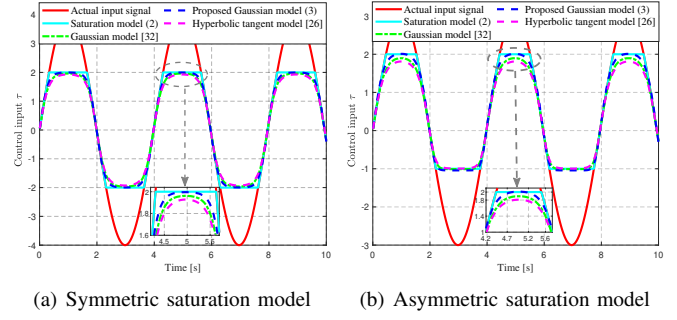 Actual input signal
Saturation model (2)
Gaussian model [32]
Proposed Gaussian model (3)
Hyperbolic tangent model [26]
Control input τ
2
1
0
-1
-2
-3
-4
2
1.8
1.6
4.5 5 5.6
0 2 4 6 8 10
Time [s]
(a) Symmetric saturation model
Actual input signal
Saturation model (2)
Gaussian model [32]
Proposed Gaussian model (3)
Hyperbolic tangent model [26]
Control input τ
3
2
1
0
-1
-2
-3
-4
2
1.8
1.4
1
4.2 4.7 5.2 5.6
0 2 4 6 8 10
Time [s]
(b) Asymmetric saturation model